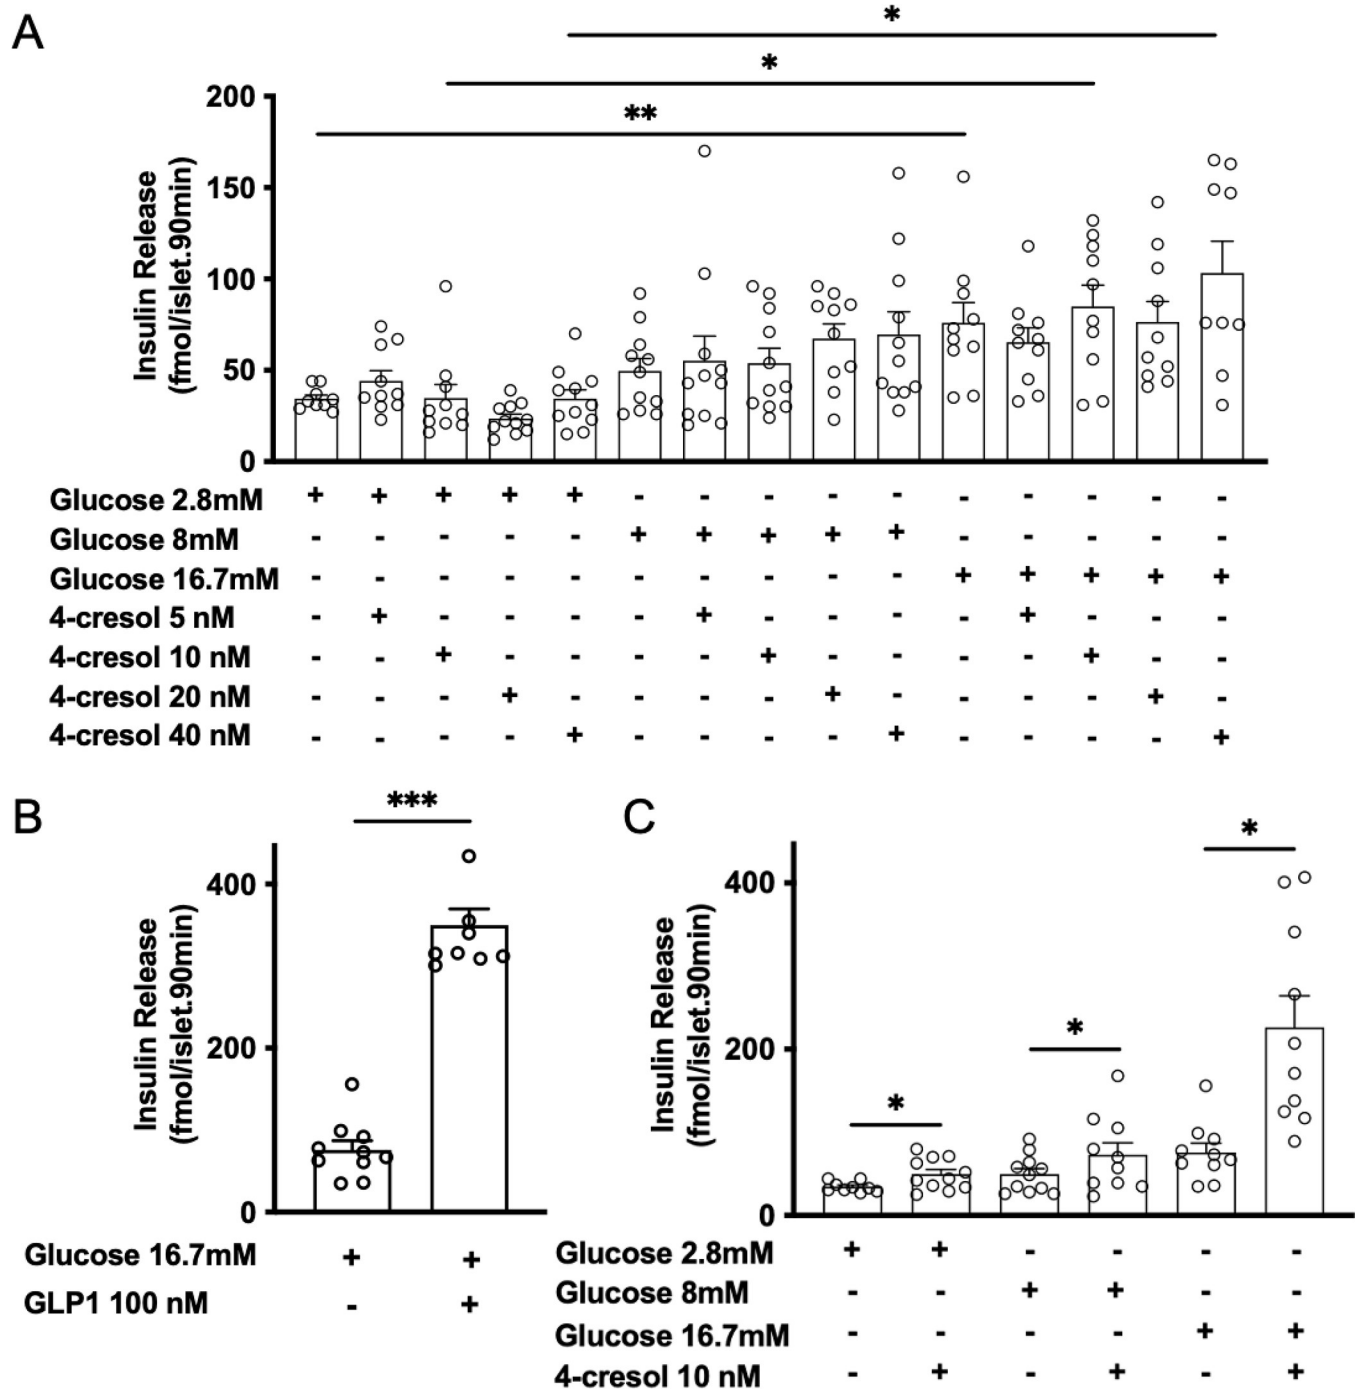 A
*
*
**
200
150
100
50
0
Insulin Release
(fmol/islet.90min)
Glucose 2.8mM + + + + + - - - - - - - - - -
Glucose 8mM - - - - - + + + + + - - - - -
Glucose 16.7mM - - - - - - - - - - + + + + +
4-cresol 5 nM - + - - - - + - - - - + - - -
4-cresol 10 nM - - + - - - - + - - - - + - -
4-cresol 20 nM - - - + - - - - + - - - - + -
4-cresol 40 nM - - - - + - - - - + - - - - +
B
***
400
200
0
Insulin Release
(fmol/islet.90min)
Glucose 16.7mM + +
GLP1 100 nM - +
C
*
*
*
400
200
0
Insulin Release
(fmol/islet.90min)
Glucose 2.8mM + + - - - -
Glucose 8mM - - + + - -
Glucose 16.7mM - - - - + +
4-cresol 10 nM - + - + - +